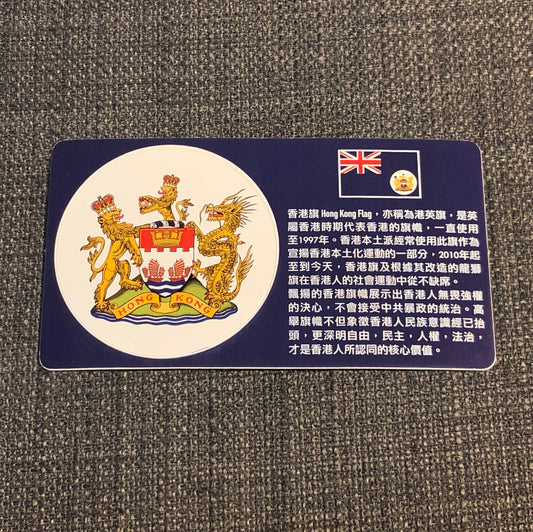 HONG KONG
香港旗 Hong Kong Flag，亦稱為港英旗，是英
屬香港時期代表香港的旗幟，一直使用
至1997年。香港本土派經常使用此旗作為
宣揚香港本土化運動的一部分，2010年起
至到今天，香港旗及根據其改造的龍獅
旗在香港人的社會運動中從不缺席。
飄揚的香港旗幟展示出香港人無畏強權
的決心，不會接受中共暴政的統治。高
舉旗幟不但象徵香港人民族意識經已抬
頭，更深明自由，民主，人權，法治，
才是香港人所認同的核心價值。